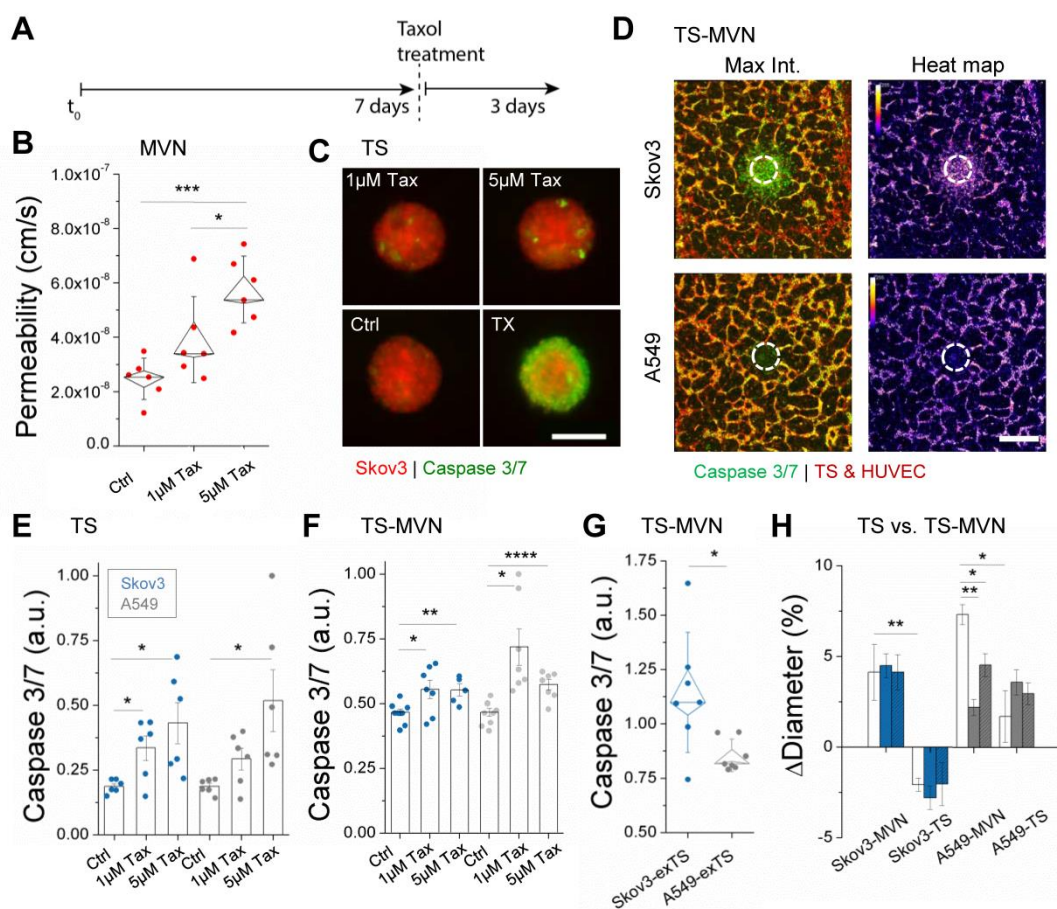 A
Taxol
treatment
t0
7 days
3 days
B
MVN
Permeability (cm/s)
1.0x10-7
8.0x10-8
6.0x10-8
4.0x10-8
2.0x10-8
0.0
***
*
Ctrl
1µM Tax
5µM Tax
C
TS
1µM Tax
5µM Tax
Ctrl
TX
Skov3 | Caspase 3/7
D
TS-MVN
Max Int.
Heat map
Skov3
A549
Caspase 3/7 | TS & HUVEC
E
TS
Caspase 3/7 (a.u.)
1.00
0.75
0.50
0.25
0.00
Skov3
A549
*
*
*
Ctrl
1µM Tax
5µM Tax
Ctrl
1µM Tax
5µM Tax
F
TS-MVN
Caspase 3/7 (a.u.)
1.00
0.75
0.50
0.25
0.00
****
*
**
*
Ctrl
1µM Tax
5µM Tax
Ctrl
1µM Tax
5µM Tax
G
TS-MVN
Caspase 3/7 (a.u.)
1.75
1.50
1.25
1.00
0.75
0.50
*
Skov3-exTS
A549-exTS
H
TS vs. TS-MVN
ΔDiameter (%)
10
5
0
-5
*
*
**
**
Skov3-MVN
Skov3-TS
A549-MVN
A549-TS